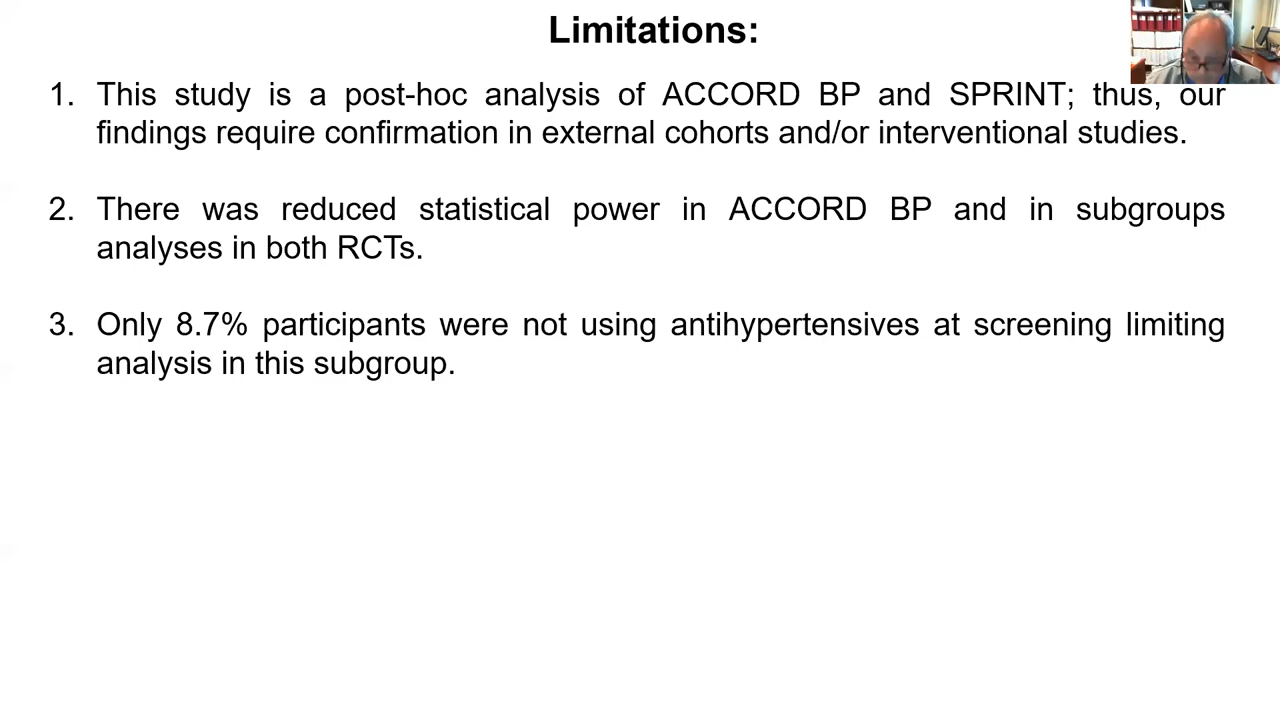 Limitations:
1. This study is a post-hoc analysis of ACCORD BP and SPRINT; thus, our
findings require confirmation in external cohorts and/or interventional studies.
2. There was reduced statistical power in ACCORD BP and in subgroups
analyses in both RCTs.
3. Only 8.7% participants were not using antihypertensives at screening limiting
analysis in this subgroup.